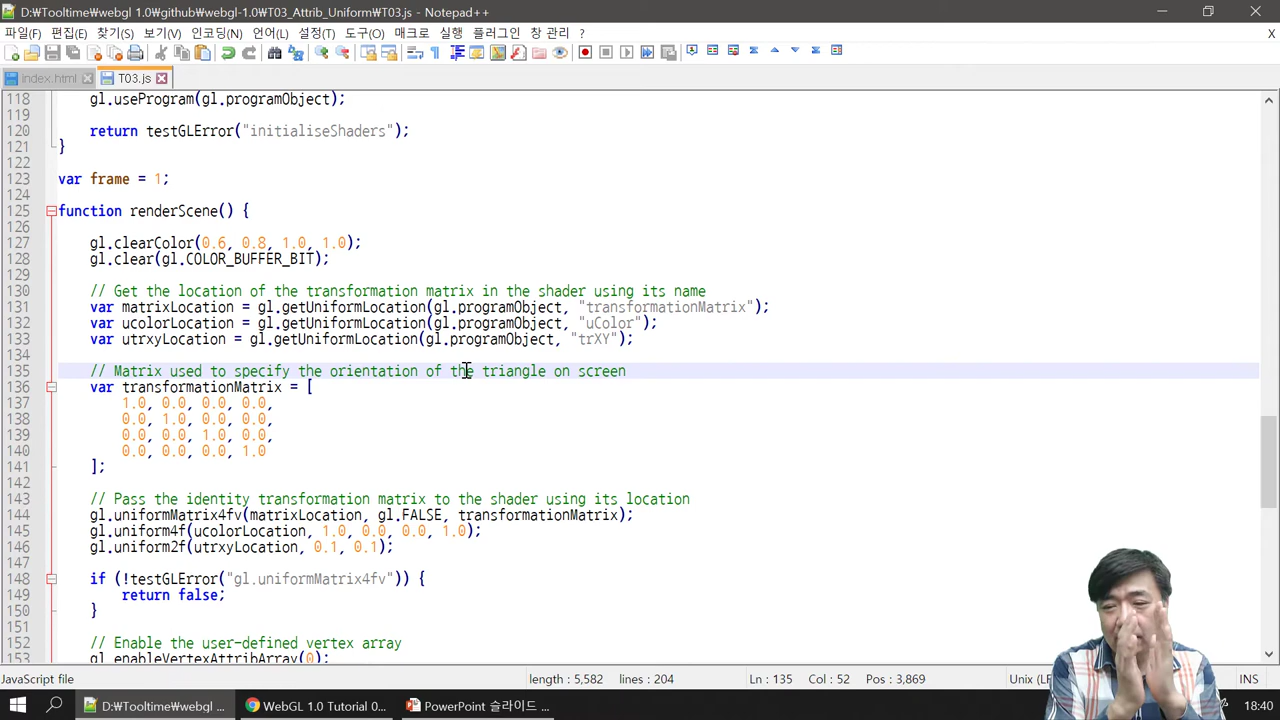 D:\Tooltime\webgl 1.0\github\webgl-1.0\T03_Attrib_Uniform\T03.js - Notepad++
파일(F) 편집(E) 찾기(S) 보기(V) 인코딩(N) 언어(L) 설정(T) 도구(O) 매크로 실행 플러그인 창 관리 ? X
index.html T03.js
118 gl.useProgram(gl.programObject);
119
120 return testGLError("initialiseShaders");
121 }
122
123 var frame = 1;
124
125 function renderScene() {
126
127 gl.clearColor(0.6, 0.8, 1.0, 1.0);
128 gl.clear(gl.COLOR_BUFFER_BIT);
129
130 // Get the location of the transformation matrix in the shader using its name
131 var matrixLocation = gl.getUniformLocation(gl.programObject, "transformationMatrix");
132 var ucolorLocation = gl.getUniformLocation(gl.programObject, "uColor");
133 var utrxyLocation = gl.getUniformLocation(gl.programObject, "trXY");
134
135 // Matrix used to specify the orientation of the triangle on screen
136 var transformationMatrix = [
137 1.0, 0.0, 0.0, 0.0,
138 0.0, 1.0, 0.0, 0.0,
139 0.0, 0.0, 1.0, 0.0,
140 0.0, 0.0, 0.0, 1.0
141 ];
142
143 // Pass the identity transformation matrix to the shader using its location
144 gl.uniformMatrix4fv(matrixLocation, gl.FALSE, transformationMatrix);
145 gl.uniform4f(ucolorLocation, 1.0, 0.0, 0.0, 1.0);
146 gl.uniform2f(utrxyLocation, 0.1, 0.1);
147
148 if (!testGLError("gl.uniformMatrix4fv")) {
149 return false;
150 }
151
152 // Enable the user-defined vertex array
153 gl.enableVertexAttribArray(0);
JavaScript file length : 5,582 lines : 204 Ln : 135 Col : 52 Pos : 3,869 Unix (LF INS
D:\Tooltime\webgl ... WebGL 1.0 Tutorial 0... PowerPoint 슬라이드 ... 18:40